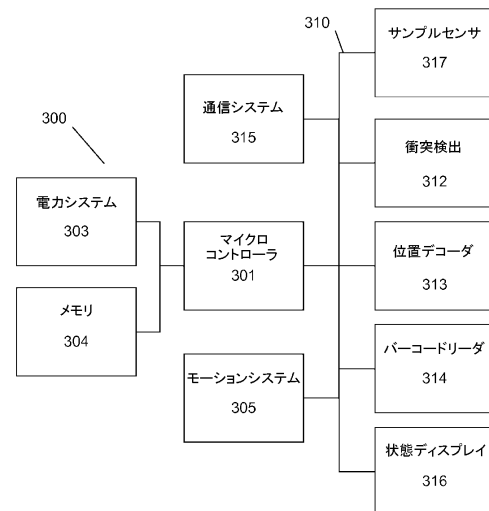 310
サンプルセンサ
317
通信システム
315
300
衝突検出
312
電力システム
303
マイクロ
コントローラ
301
位置デコーダ
313
メモリ
304
モーションシステム
305
バーコードリーダ
314
状態ディスプレイ
316